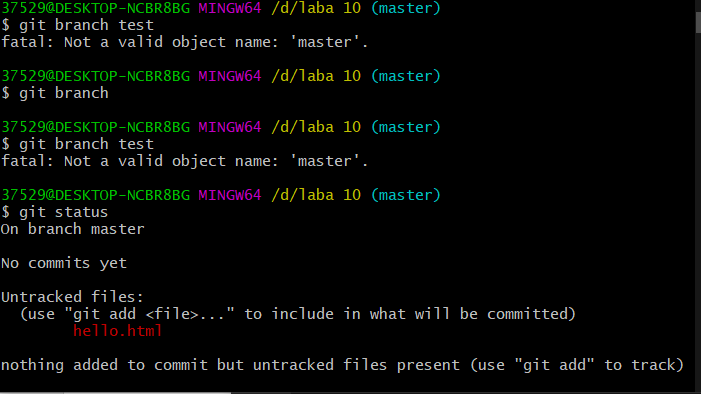 37529@DESKTOP-NCBR8BG MINGW64 /d/laba 10 (master)
$ git branch test
fatal: Not a valid object name: 'master'.
37529@DESKTOP-NCBR8BG MINGW64 /d/laba 10 (master)
$ git branch
37529@DESKTOP-NCBR8BG MINGW64 /d/laba 10 (master)
$ git branch test
fatal: Not a valid object name: 'master'.
37529@DESKTOP-NCBR8BG MINGW64 /d/laba 10 (master)
$ git status
On branch master
No commits yet
Untracked files:
  (use "git add <file>..." to include in what will be committed)
        hello.html
nothing added to commit but untracked files present (use "git add" to track)